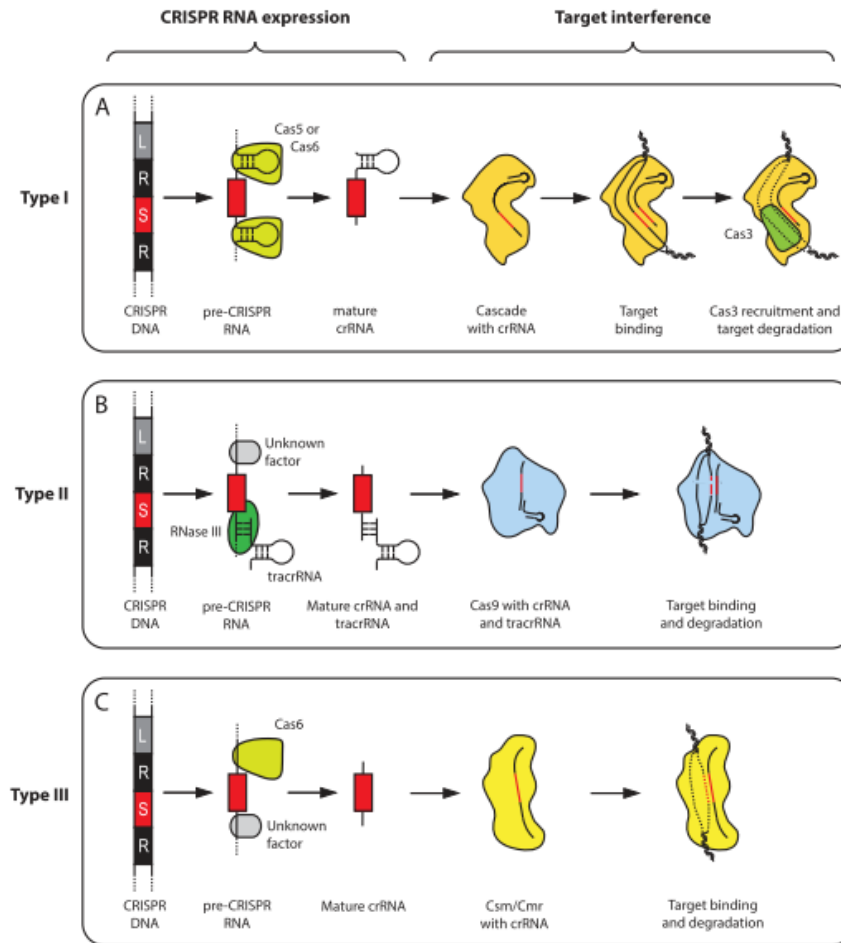 CRISPR RNA expression
Target interference
A
Type I
L
R
S
R
Cas5 or
Cas6
Cas3
CRISPR
DNA
pre-CRISPR
RNA
mature
crRNA
Cascade
with crRNA
Target
binding
Cas3 recruitment and
target degradation
B
Type II
L
R
S
R
Unknown
factor
RNase III
tracrRNA
CRISPR
DNA
pre-CRISPR
RNA
Mature crRNA and
tracrRNA
Cas9 with crRNA
and tracrRNA
Target binding
and degradation
C
Type III
L
R
S
R
Cas6
Unknown
factor
CRISPR
DNA
pre-CRISPR
RNA
Mature crRNA
Csm/Cmr
with crRNA
Target binding
and degradation